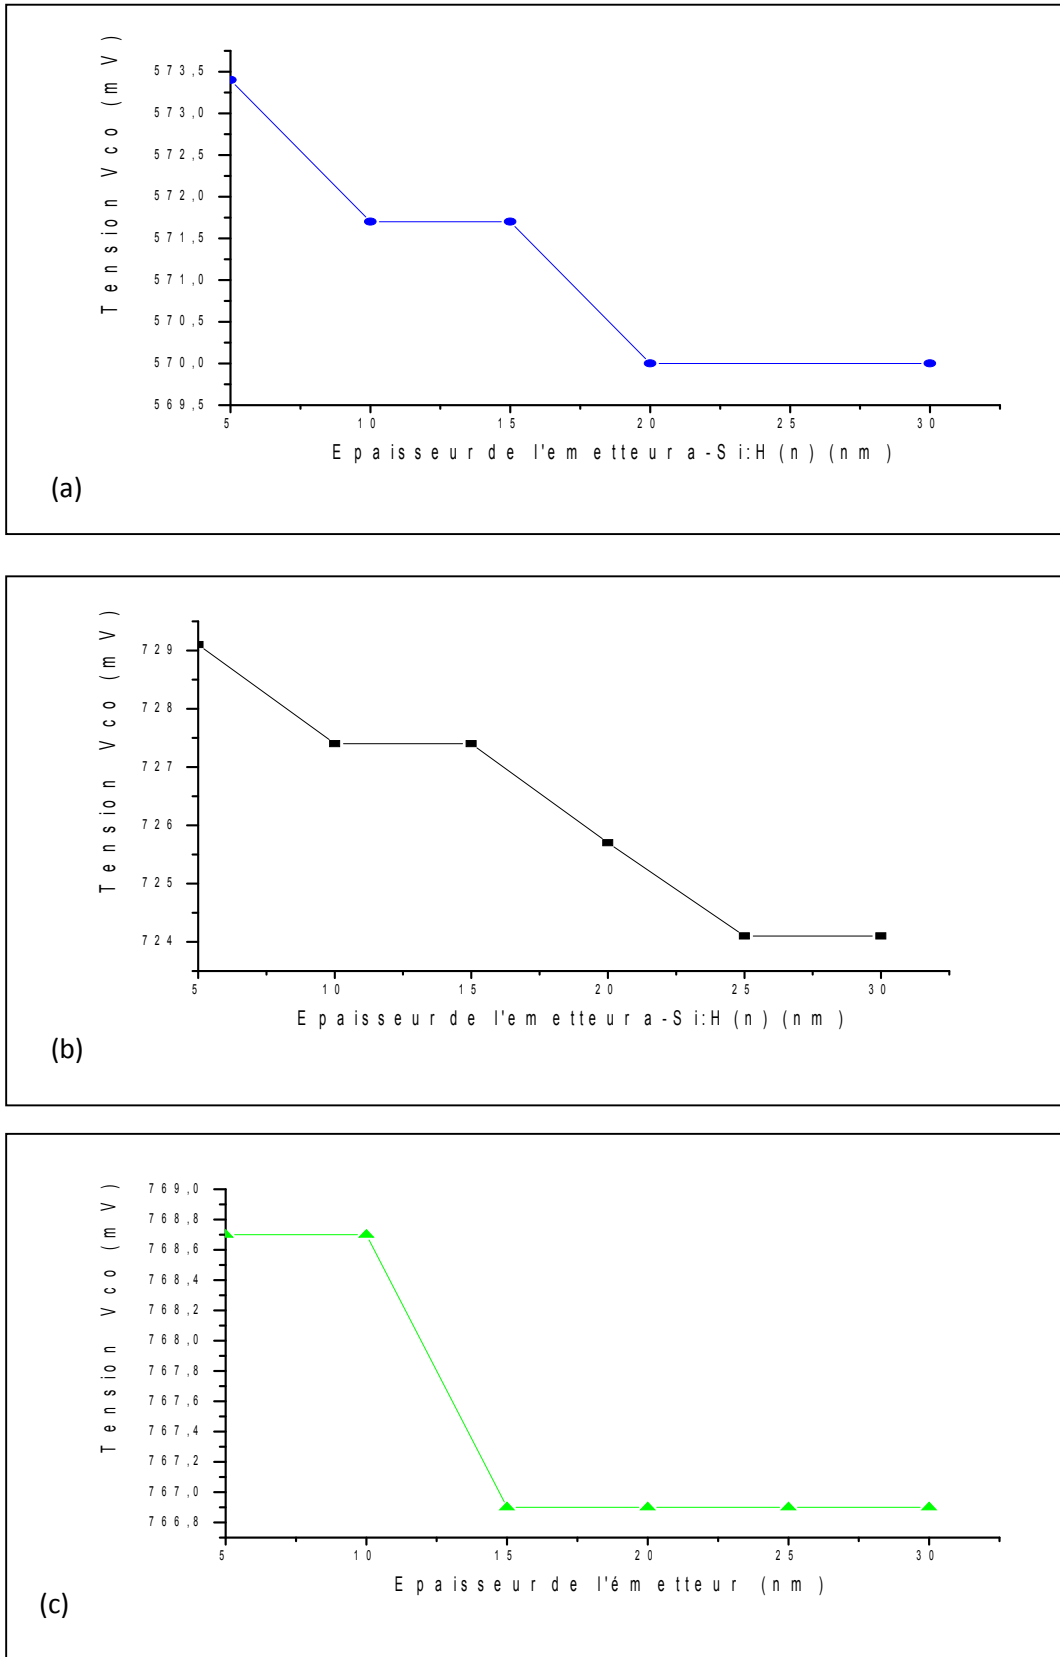 Tension Vco (mV)
573,5
573,0
572,5
572,0
571,5
571,0
570,5
570,0
569,5
5 10 15 20 25 30
Epaisseur de l'emetteur a-Si:H (n) (nm)
(a)
Tension Vco (mV)
729
728
727
726
725
724
5 10 15 20 25 30
Epaisseur de l'emetteur a-Si:H (n) (nm)
(b)
Tension Vco (mV)
769,0
768,8
768,6
768,4
768,2
768,0
767,8
767,6
767,4
767,2
767,0
766,8
5 10 15 20 25 30
Epaisseur de l'émetteur (nm)
(c)